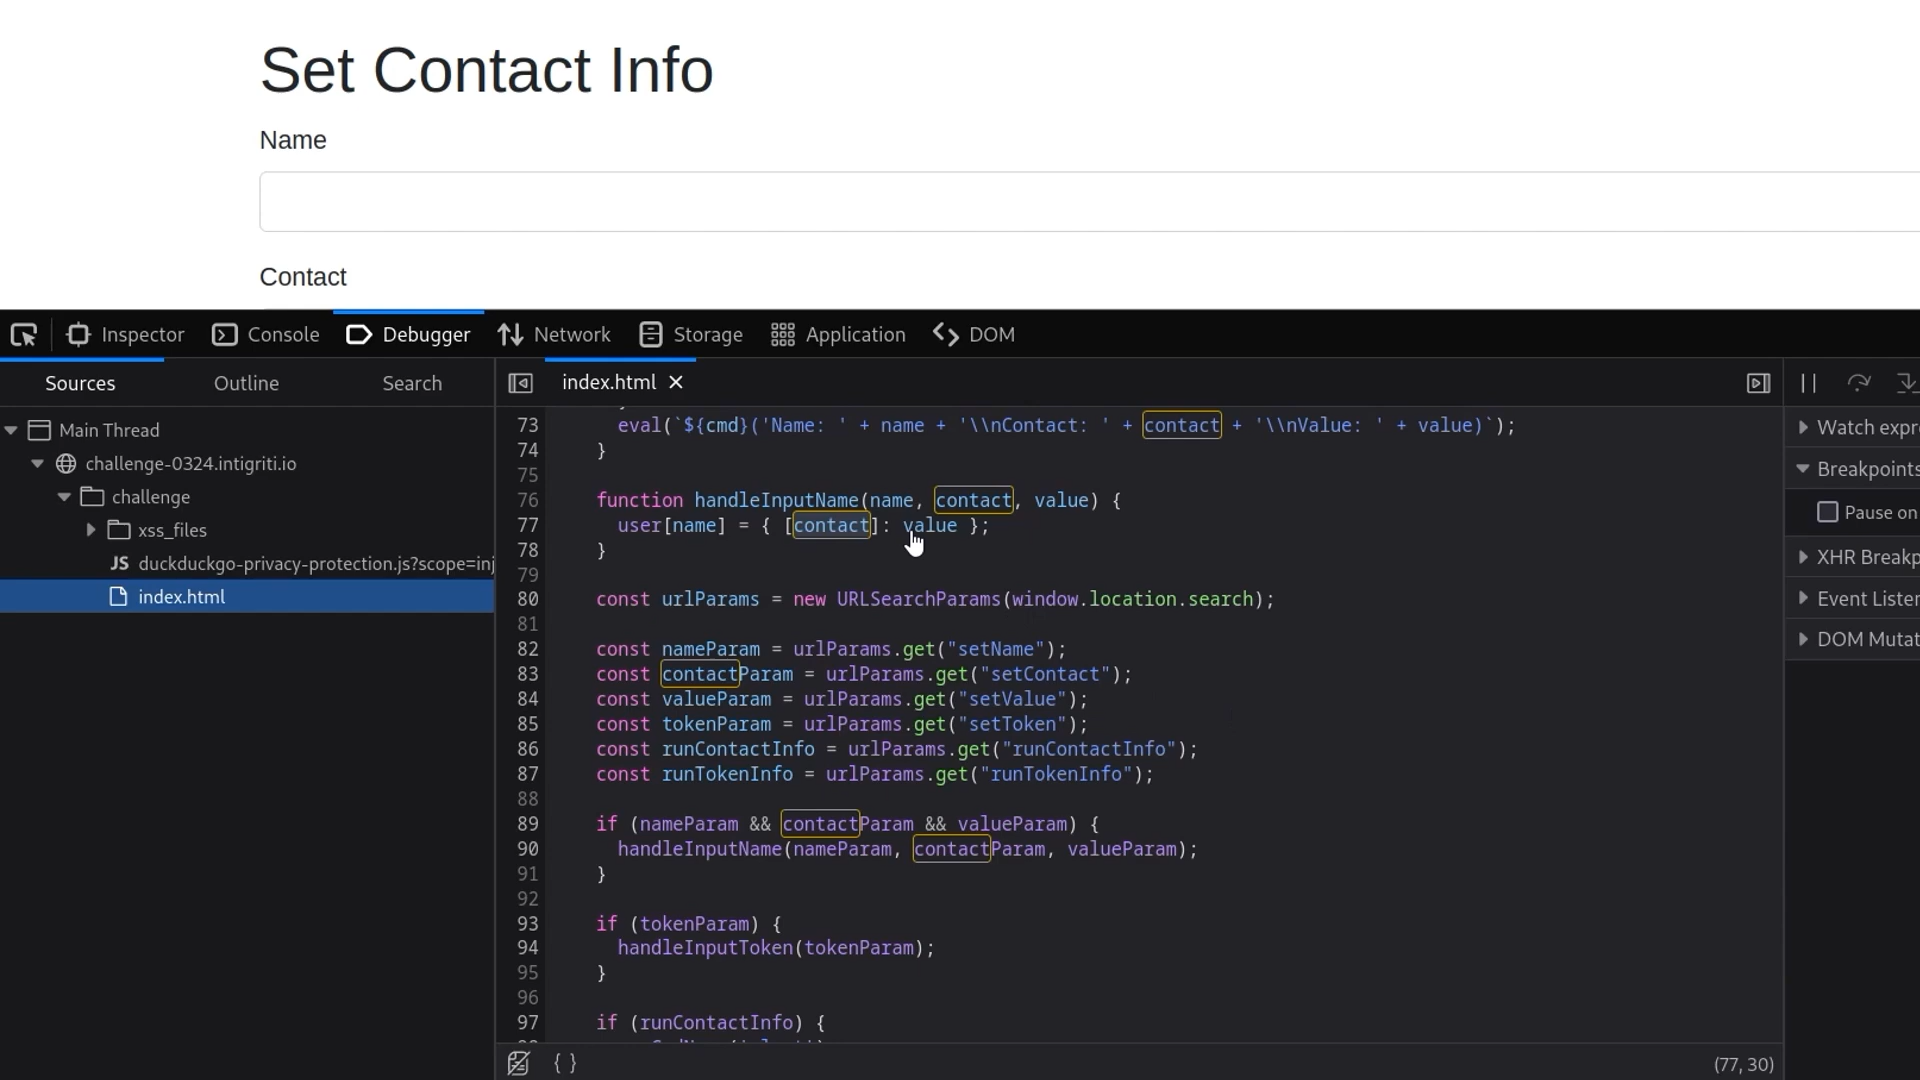 Set Contact Info
Name
Contact
Inspector Console Debugger Network Storage Application DOM
Sources Outline Search
index.html
Main Thread
challenge-0324.intigriti.io
challenge
xss_files
JS duckduckgo-privacy-protection.js?scope=inj
index.html
73 eval(`${cmd}('Name: ' + name + '\\nContact: ' + contact + '\\nValue: ' + value)`);
74 }
75
76 function handleInputName(name, contact, value) {
77 user[name] = { [contact]: value };
78 }
79
80 const urlParams = new URLSearchParams(window.location.search);
81
82 const nameParam = urlParams.get("setName");
83 const contactParam = urlParams.get("setContact");
84 const valueParam = urlParams.get("setValue");
85 const tokenParam = urlParams.get("setToken");
86 const runContactInfo = urlParams.get("runContactInfo");
87 const runTokenInfo = urlParams.get("runTokenInfo");
88
89 if (nameParam && contactParam && valueParam) {
90 handleInputName(nameParam, contactParam, valueParam);
91 }
92
93 if (tokenParam) {
94 handleInputToken(tokenParam);
95 }
96
97 if (runContactInfo) {
{ } (77, 30)
Watch expr
Breakpoints
Pause on
XHR Breakp
Event Listen
DOM Mutat